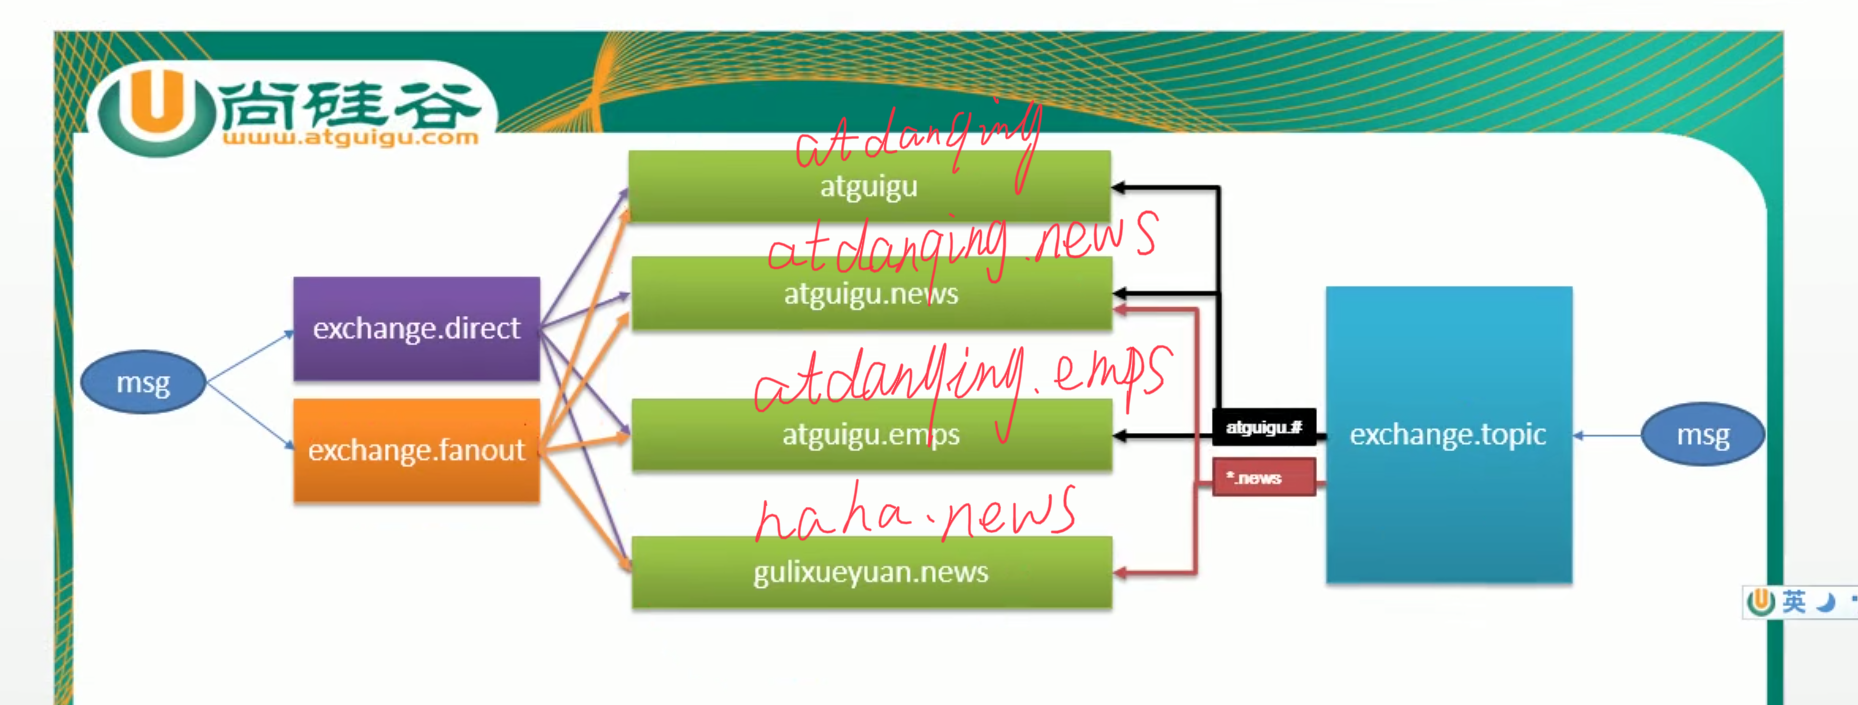 尚硅谷
www.atguigu.com
atdanqing
atguigu
atdanqing.news
atguigu.news
exchange.direct
msg
atdanqing.emps
atguigu.emps
exchange.fanout
haha.news
gulixueyuan.news
atguigu.#
*.news
exchange.topic
msg
英